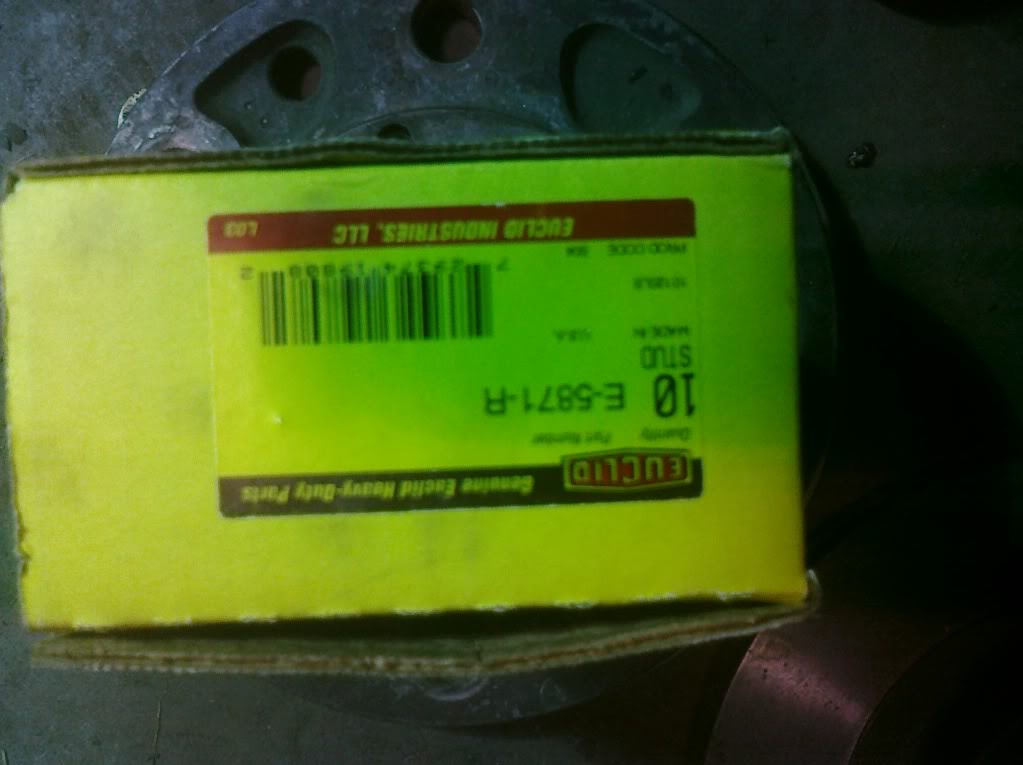 EUCLID Genuine Euclid Heavy-Duty Parts
Quantity Part Number
10 E-5871-R
STUD
MADE IN U.S.A.
PROD CODE
EUCLID INDUSTRIES, LLC L03